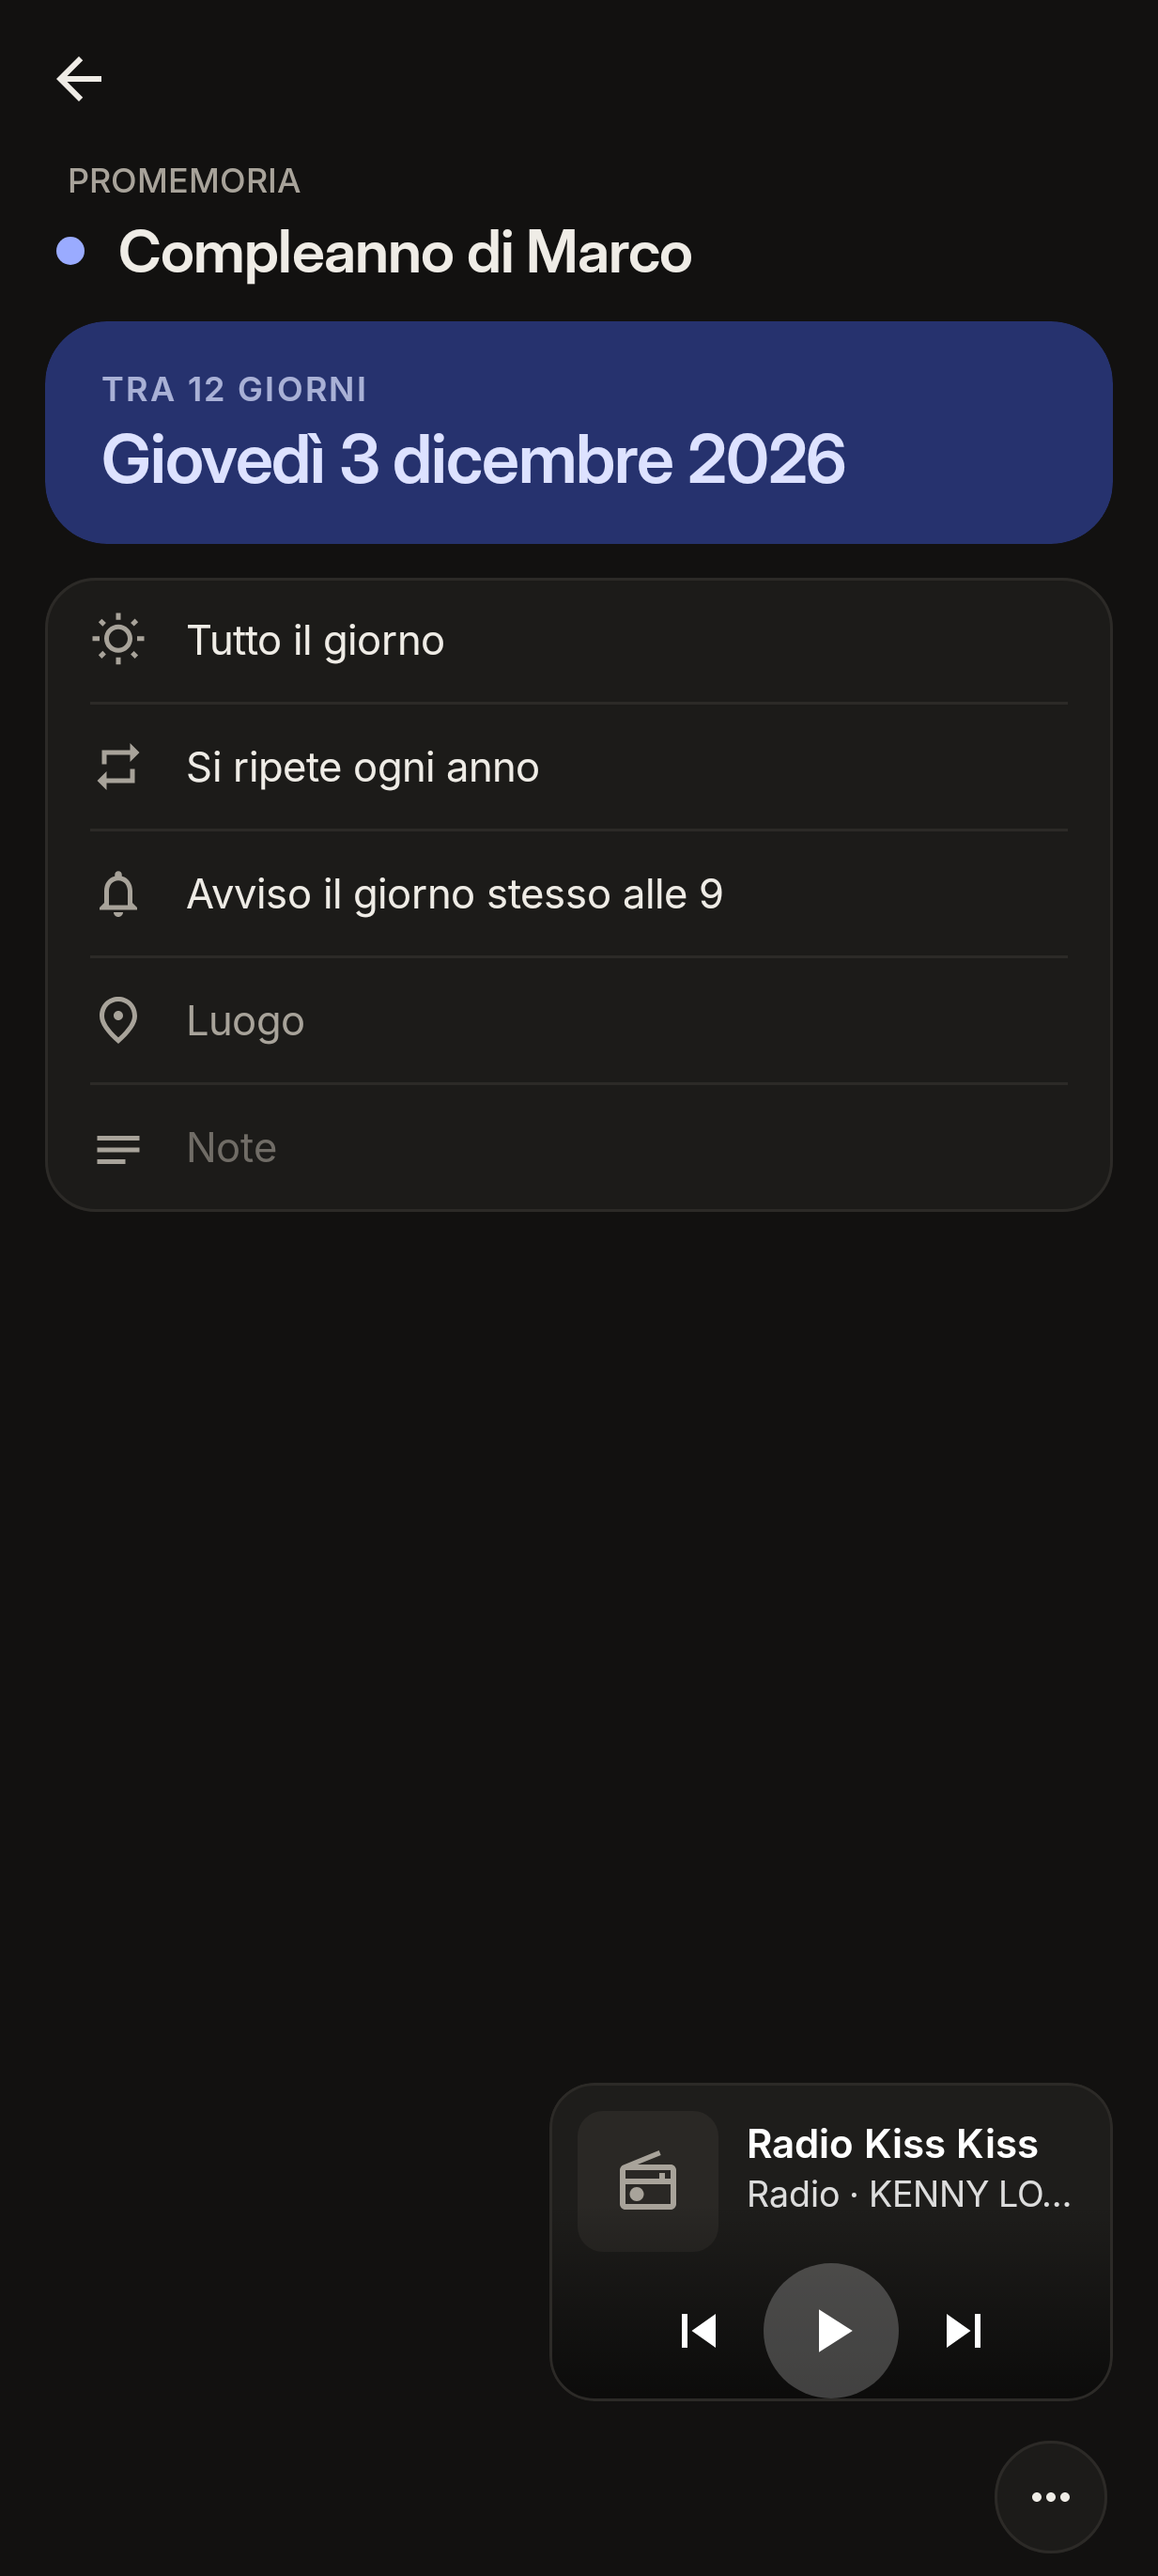 PROMEMORIA
Compleanno di Marco
TRA 12 GIORNI
Giovedì 3 dicembre 2026
Tutto il giorno
Si ripete ogni anno
Avviso il giorno stesso alle 9
Luogo
Note
Radio Kiss Kiss
Radio · KENNY LO...